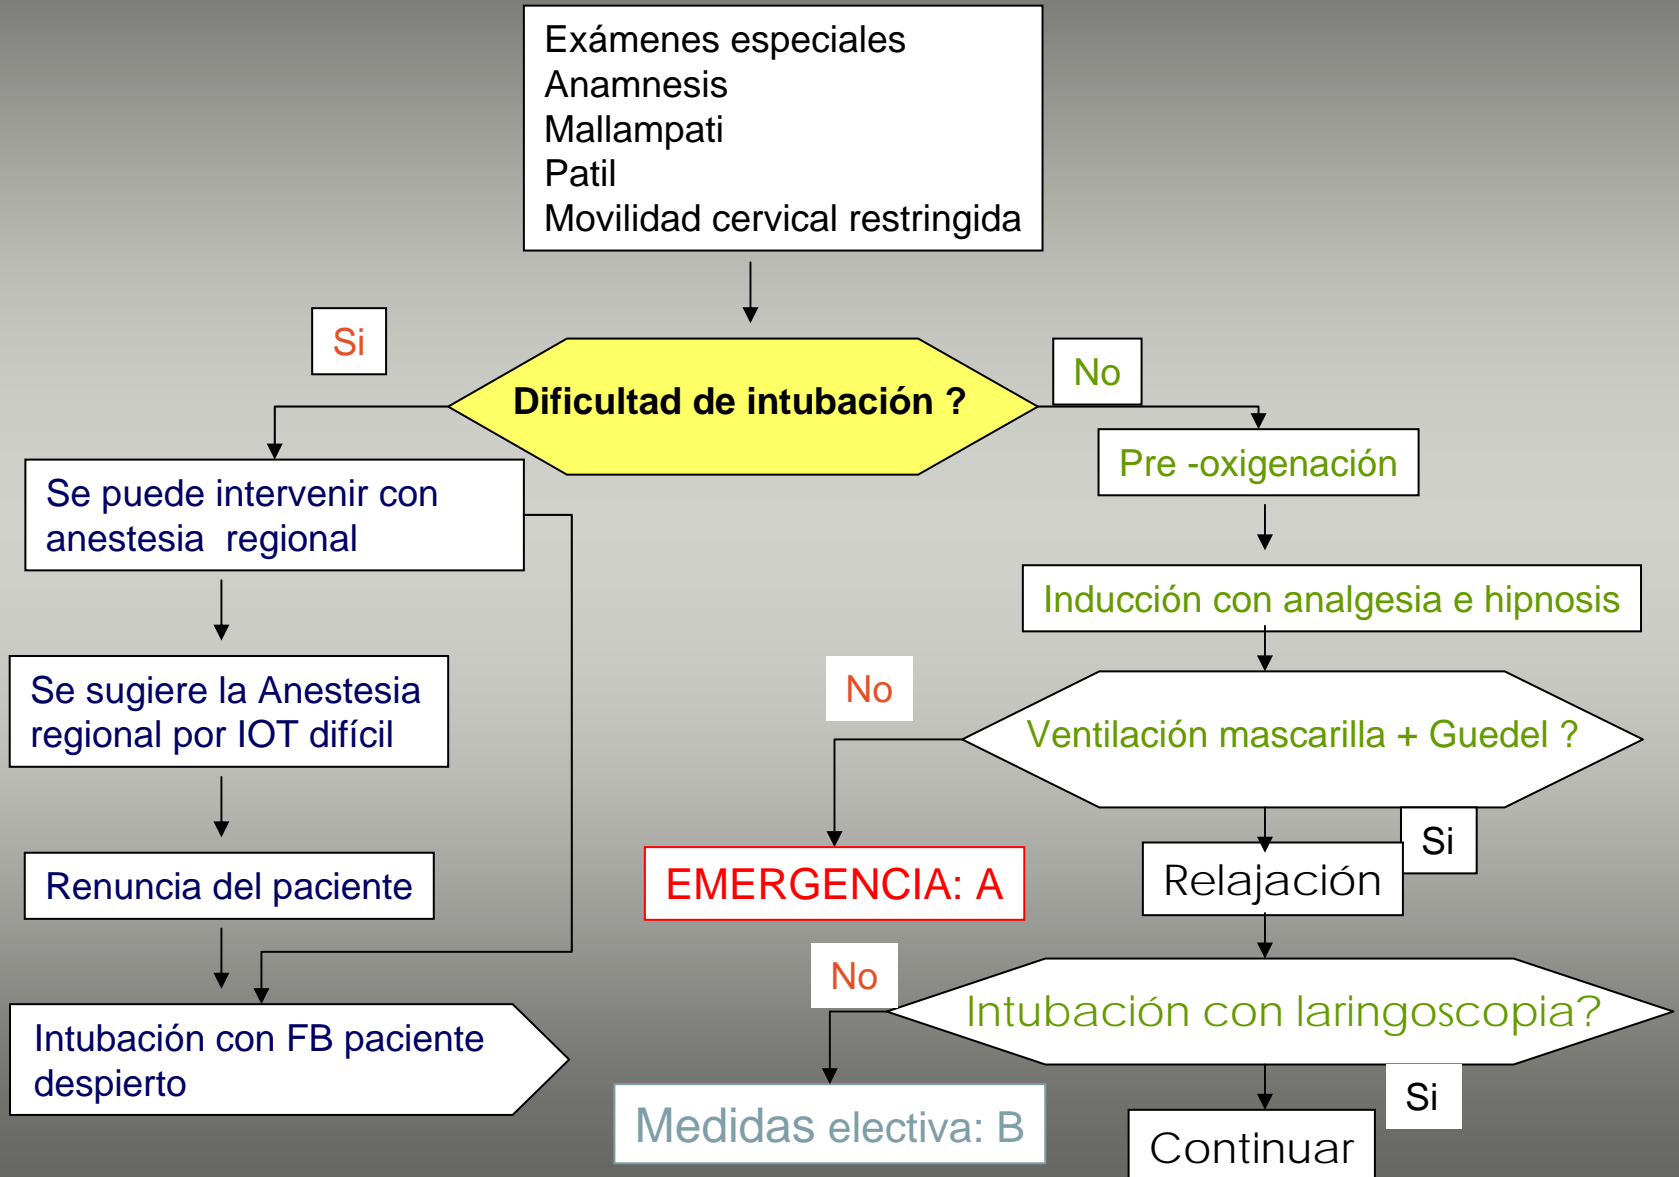 Exámenes especiales
Anamnesis
Mallampati
Patil
Movilidad cervical restringida
Si
Dificultad de intubación ?
No
Se puede intervenir con
anestesia regional
Pre -oxigenación
Inducción con analgesia e hipnosis
Se sugiere la Anestesia
regional por IOT difícil
No
Ventilación mascarilla + Guedel ?
Si
Renuncia del paciente
EMERGENCIA: A
Relajación
No
Intubación con laringoscopia?
Intubación con FB paciente
despierto
Si
Medidas electiva: B
Continuar